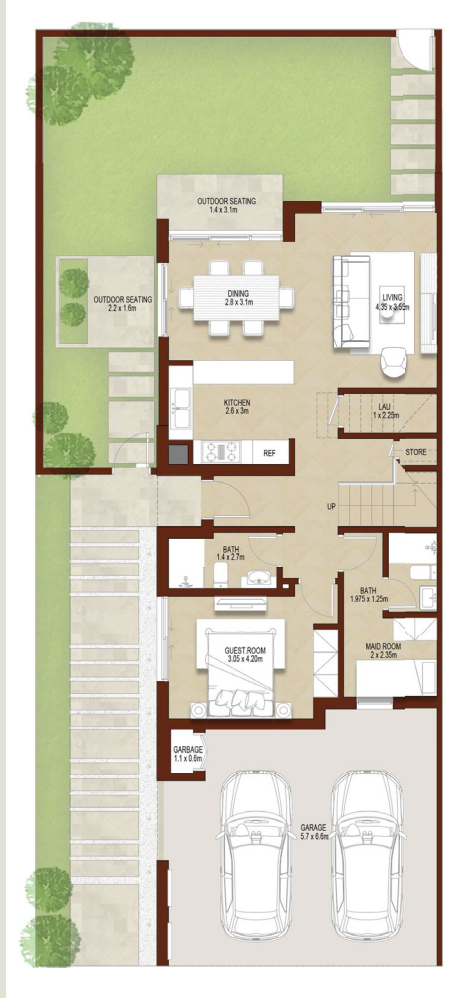 OUTDOOR SEATING
1.4 x 3.1m
OUTDOOR SEATING
2.2 x 1.6m
DINING
2.8 x 3.1m
LIVING
4.35 x 3.55m
KITCHEN
2.6 x 3m
LAU
1 x 2.25m
REF
STORE
UP
BATH
1.4 x 2.7m
BATH
1.975 x 1.25m
GUEST ROOM
3.05 x 4.20m
MAID ROOM
2 x 2.35m
GARBAGE
1.1 x 0.6m
GARAGE
5.7 x 6.6m